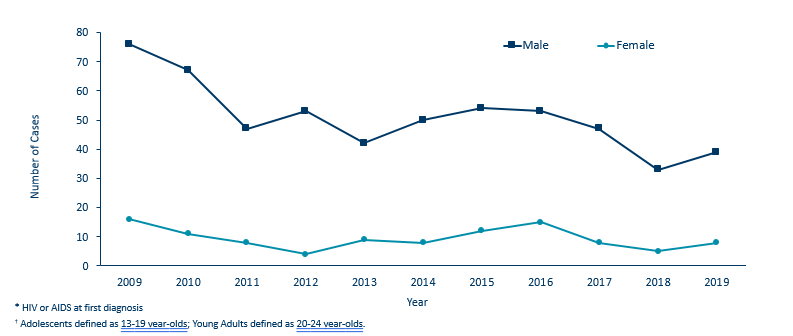 80
Male
Female
70
60
50
40
30
20
10
0
Number of Cases
2009 2010 2011 2012 2013 2014 2015 2016 2017 2018 2019
Year
* HIV or AIDS at first diagnosis
† Adolescents defined as 13-19 year-olds; Young Adults defined as 20-24 year-olds.